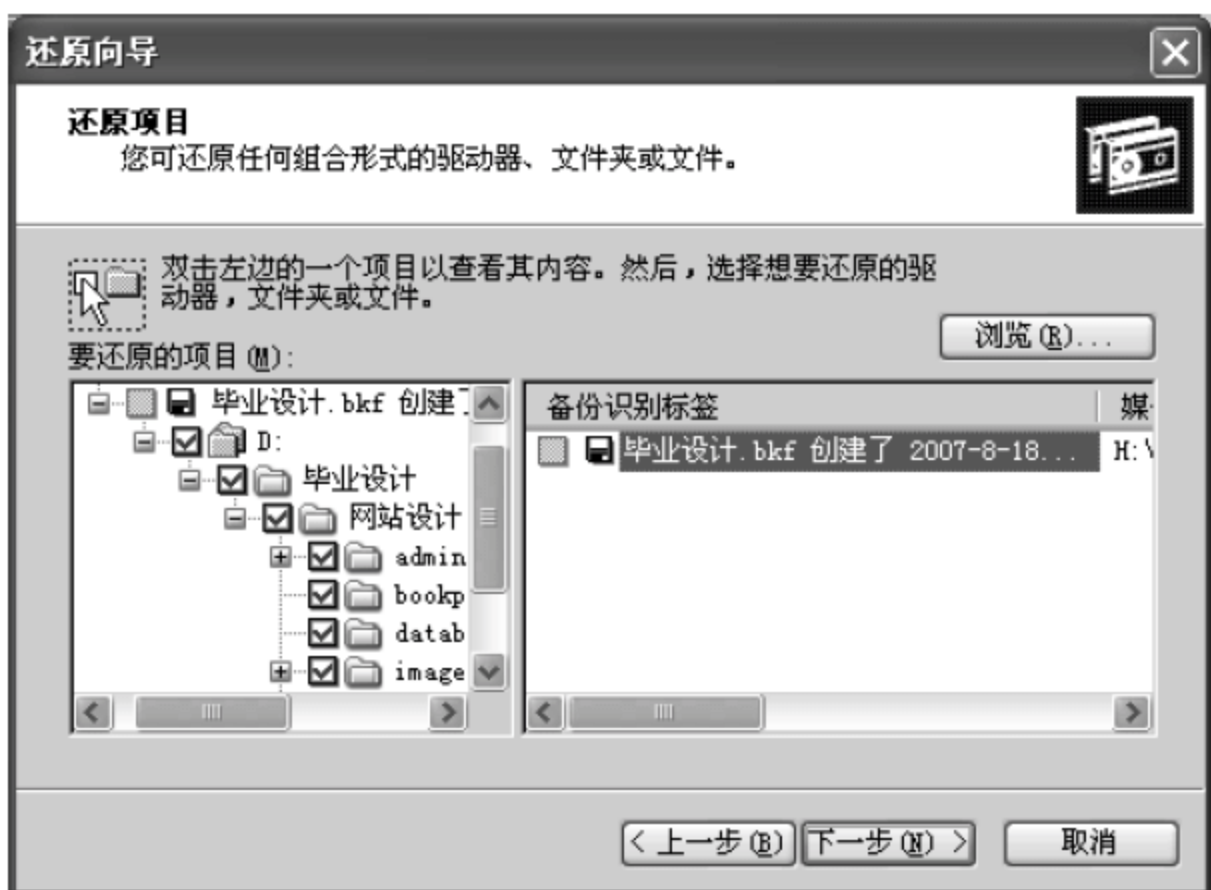 还原向导
还原项目
您可还原任何组合形式的驱动器、文件夹或文件。
双击左边的一个项目以查看其内容。然后，选择想要还原的驱
动器，文件夹或文件。
浏览(R)...
要还原的项目(M):
毕业设计.bkf 创建了
D:
毕业设计
网站设计
admin
bookp
datab
image
备份识别标签 媒
毕业设计.bkf 创建了 2007-8-18... H:\
< 上一步(B) 下一步(N) > 取消